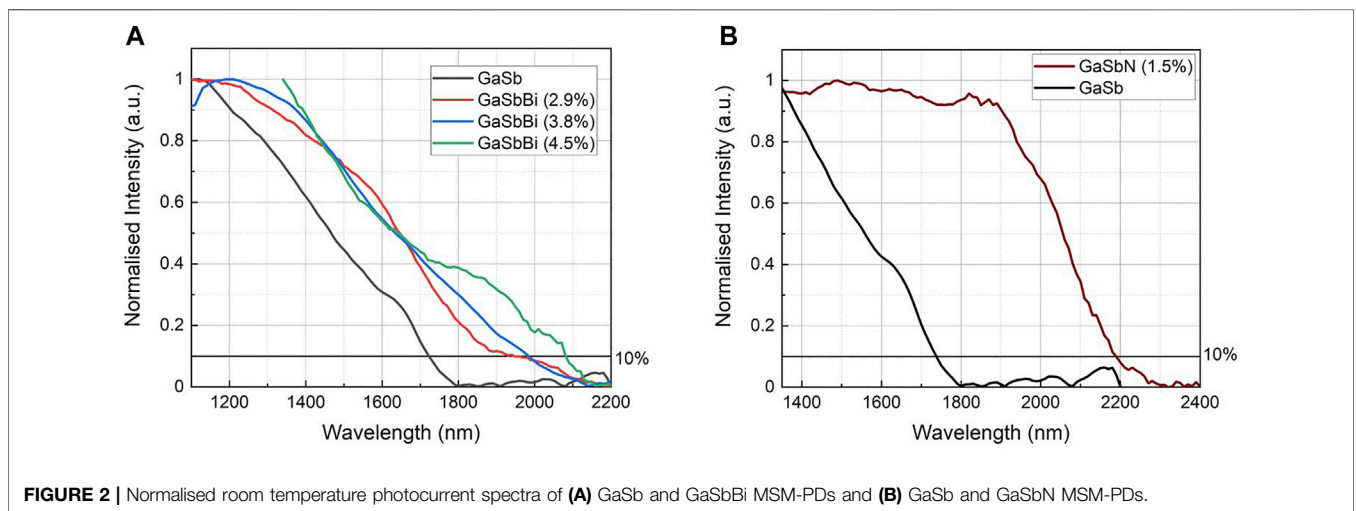 A
Normalised Intensity (a.u.)
1
0.8
0.6
0.4
0.2
0
GaSb
GaSbBi (2.9%)
GaSbBi (3.8%)
GaSbBi (4.5%)
10%
1200 1400 1600 1800 2000 2200
Wavelength (nm)
B
Normalised Intensity (a.u.)
1
0.8
0.6
0.4
0.2
0
GaSbN (1.5%)
GaSb
10%
1400 1600 1800 2000 2200 2400
Wavelength (nm)
FIGURE 2 | Normalised room temperature photocurrent spectra of (A) GaSb and GaSbBi MSM-PDs and (B) GaSb and GaSbN MSM-PDs.